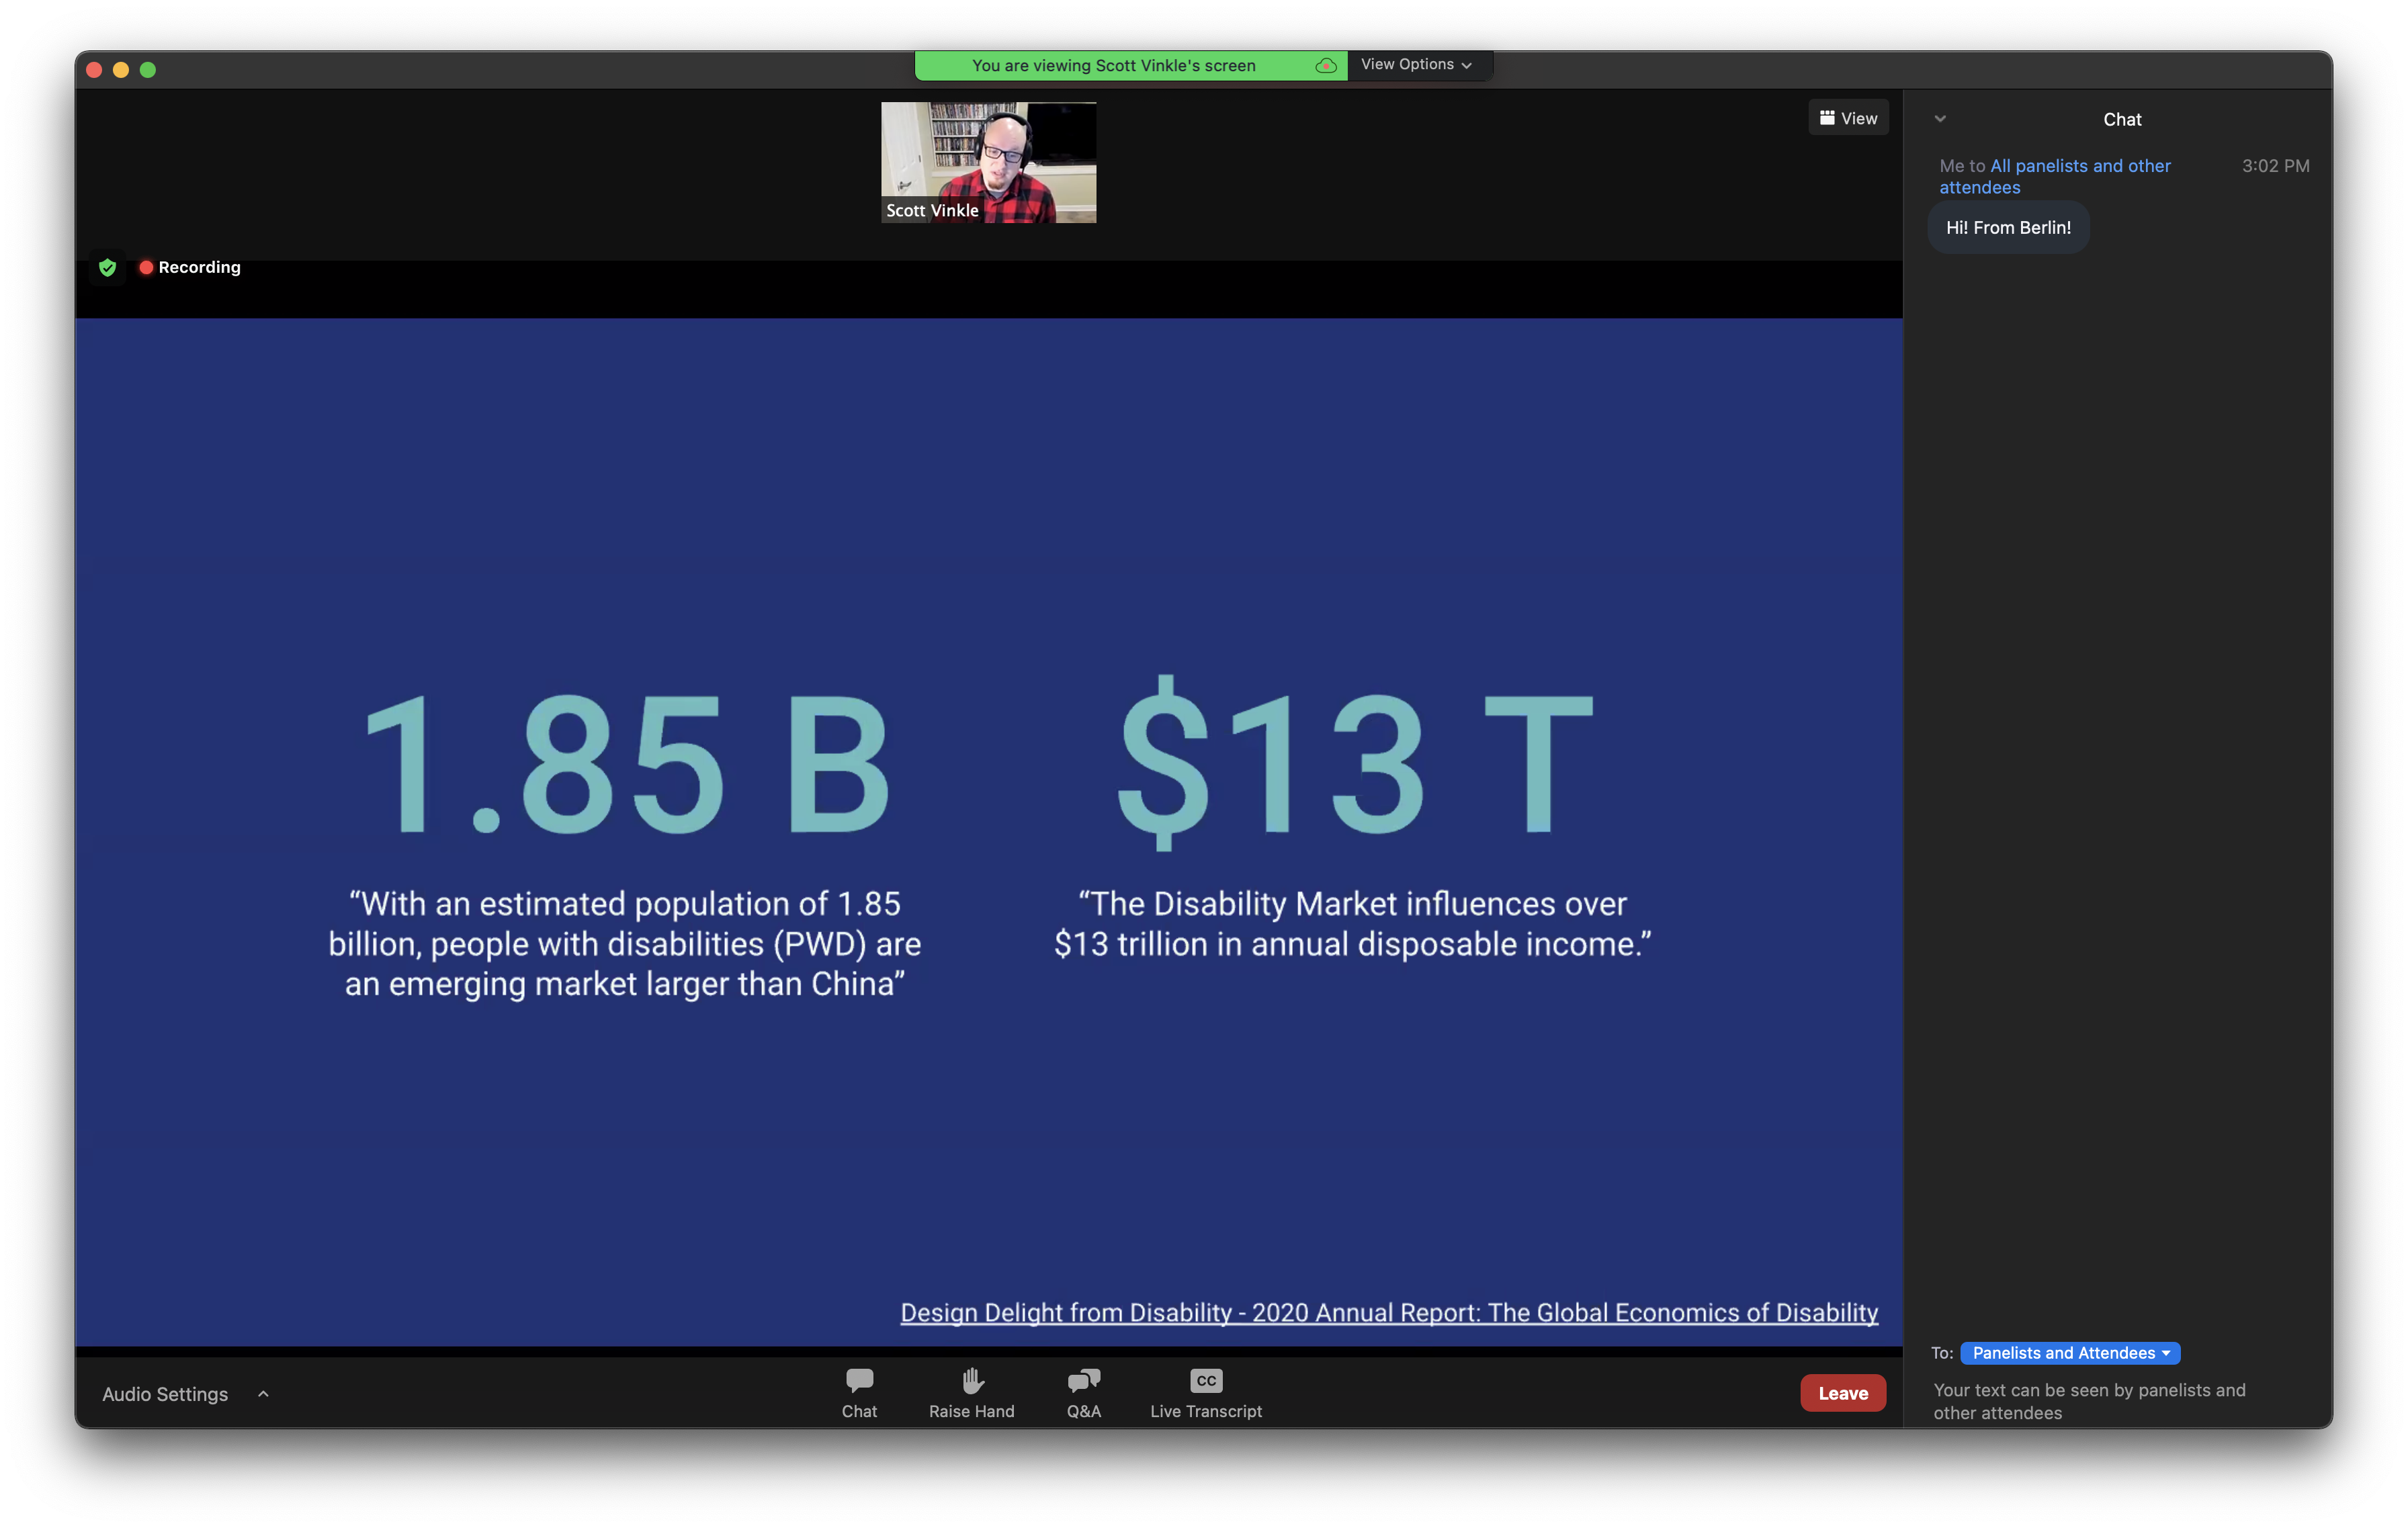 You are viewing Scott Vinkle's screen
View Options
View
Scott Vinkle
Recording
1.85 B
“With an estimated population of 1.85
billion, people with disabilities (PWD) are
an emerging market larger than China”
$13 T
“The Disability Market influences over
$13 trillion in annual disposable income.”
Design Delight from Disability - 2020 Annual Report: The Global Economics of Disability
Audio Settings
Chat
Raise Hand
Q&A
CC
Live Transcript
Leave
Chat
Me to All panelists and other
attendees
3:02 PM
Hi! From Berlin!
To: Panelists and Attendees
Your text can be seen by panelists and
other attendees